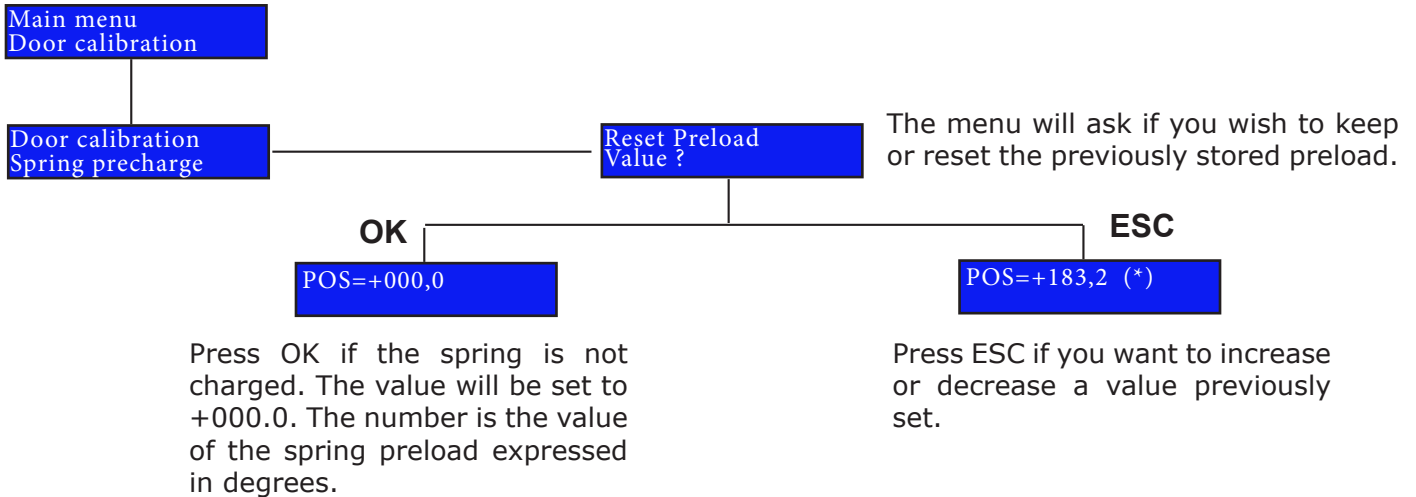 Main menu
Door calibration
Door calibration
Spring precharge
Reset Preload
Value ?
The menu will ask if you wish to keep
or reset the previously stored preload.
OK
ESC
POS=+000,0
POS=+183,2 (*)
Press OK if the spring is not
charged. The value will be set to
+000.0. The number is the value
of the spring preload expressed
in degrees.
Press ESC if you want to increase
or decrease a value previously
set.